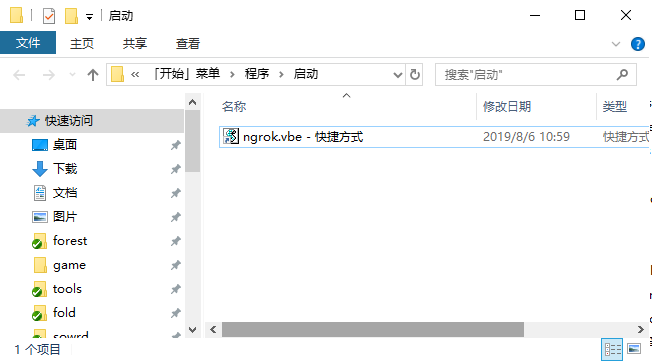 启动
文件 主页 共享 查看
« 「开始」菜单 > 程序 > 启动 搜索"启动"
快速访问
桌面
下载
文档
图片
forest
game
tools
fold
sowrd
名称 修改日期 类型
ngrok.vbe - 快捷方式 2019/8/6 10:59 快捷方式
1 个项目